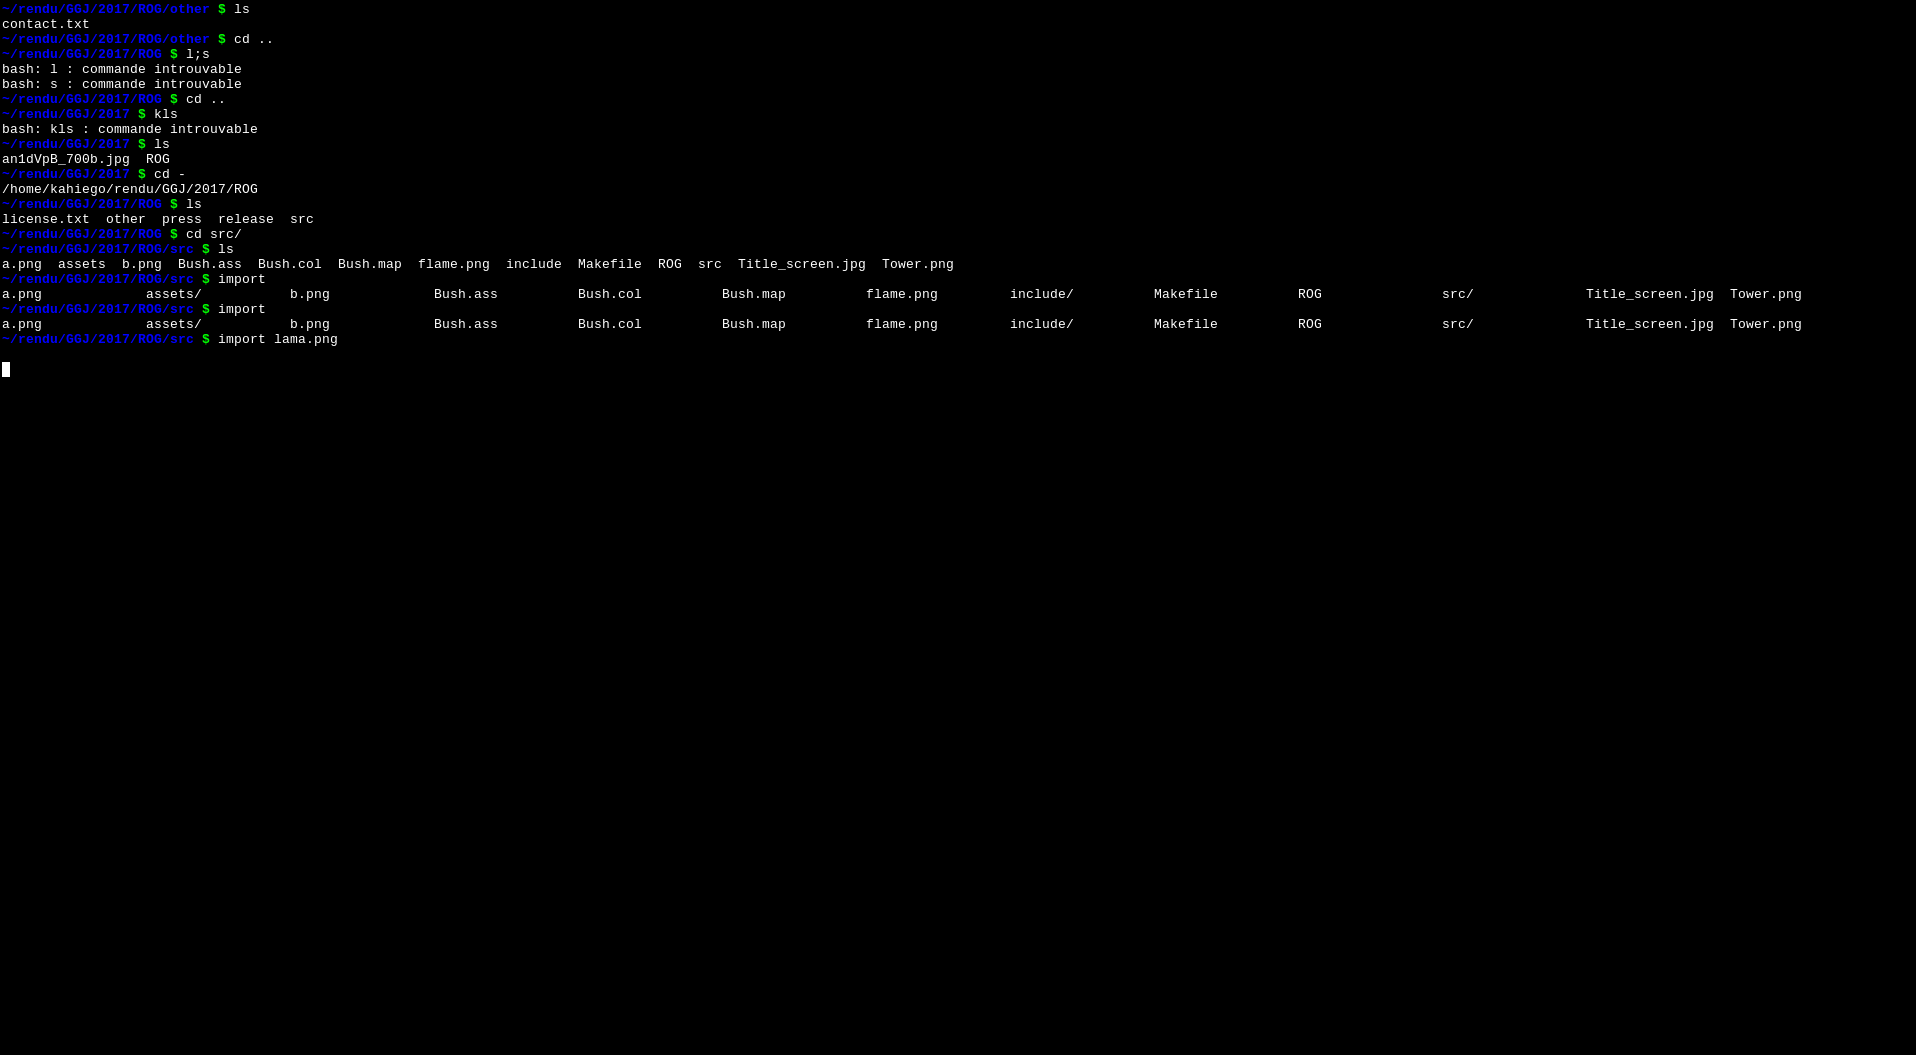 ~/rendu/GGJ/2017/ROG/other $ ls
contact.txt
~/rendu/GGJ/2017/ROG/other $ cd ..
~/rendu/GGJ/2017/ROG $ l;s
bash: l : commande introuvable
bash: s : commande introuvable
~/rendu/GGJ/2017/ROG $ cd ..
~/rendu/GGJ/2017 $ kls
bash: kls : commande introuvable
~/rendu/GGJ/2017 $ ls
an1dVpB_700b.jpg  ROG
~/rendu/GGJ/2017 $ cd -
/home/kahiego/rendu/GGJ/2017/ROG
~/rendu/GGJ/2017/ROG $ ls
license.txt  other  press  release  src
~/rendu/GGJ/2017/ROG $ cd src/
~/rendu/GGJ/2017/ROG/src $ ls
a.png  assets  b.png  Bush.ass  Bush.col  Bush.map  flame.png  include  Makefile  ROG  src  Title_screen.jpg  Tower.png
~/rendu/GGJ/2017/ROG/src $ import
a.png             assets/           b.png             Bush.ass          Bush.col          Bush.map          flame.png         include/          Makefile          ROG               src/              Title_screen.jpg  Tower.png
~/rendu/GGJ/2017/ROG/src $ import
a.png             assets/           b.png             Bush.ass          Bush.col          Bush.map          flame.png         include/          Makefile          ROG               src/              Title_screen.jpg  Tower.png
~/rendu/GGJ/2017/ROG/src $ import lama.png